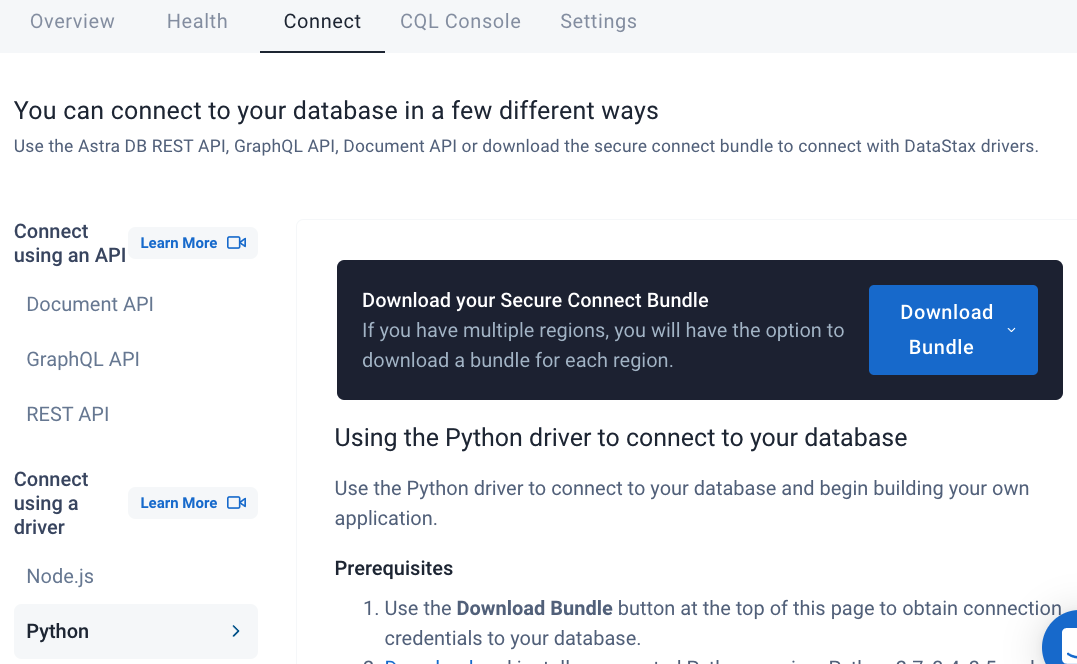 Overview Health Connect CQL Console Settings
You can connect to your database in a few different ways
Use the Astra DB REST API, GraphQL API, Document API or download the secure connect bundle to connect with DataStax drivers.
Connect
using an API
Learn More
Document API
GraphQL API
REST API
Connect
using a
driver
Learn More
Node.js
Python
Download your Secure Connect Bundle
If you have multiple regions, you will have the option to
download a bundle for each region.
Download
Bundle
Using the Python driver to connect to your database
Use the Python driver to connect to your database and begin building your own
application.
Prerequisites
1. Use the Download Bundle button at the top of this page to obtain connection
credentials to your database.